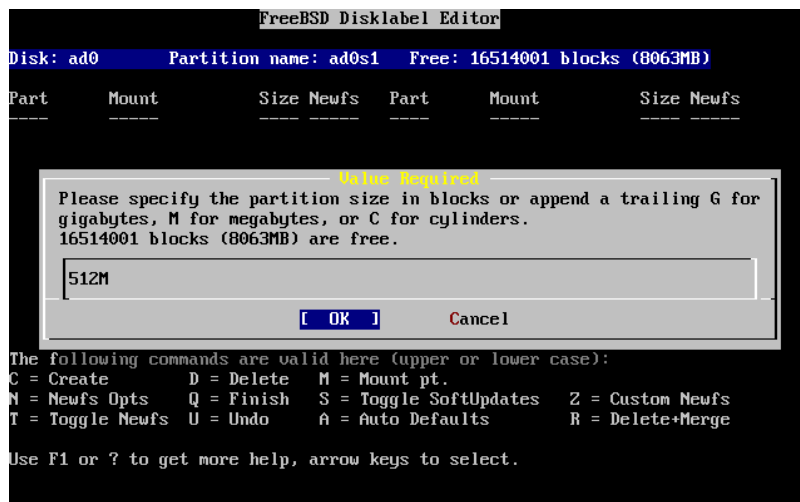 FreeBSD Disklabel Editor
Disk: ad0 Partition name: ad0s1 Free: 16514001 blocks (8063MB)
Part Mount Size Newfs Part Mount Size Newfs
---- ----- ---- ----- ---- ----- ---- -----
Value Required
Please specify the partition size in blocks or append a trailing G for
gigabytes, M for megabytes, or C for cylinders.
16514001 blocks (8063MB) are free.
512M
[ OK ] Cancel
The following commands are valid here (upper or lower case):
C = Create D = Delete M = Mount pt.
N = Newfs Opts Q = Finish S = Toggle SoftUpdates Z = Custom Newfs
T = Toggle Newfs U = Undo A = Auto Defaults R = Delete+Merge
Use F1 or ? to get more help, arrow keys to select.